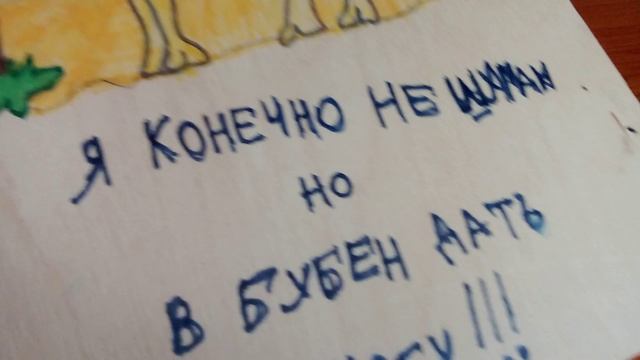 Я КОНЕЧНО НЕ ШАМАН
НО
В БУБЕН ДАТЬ
!!!